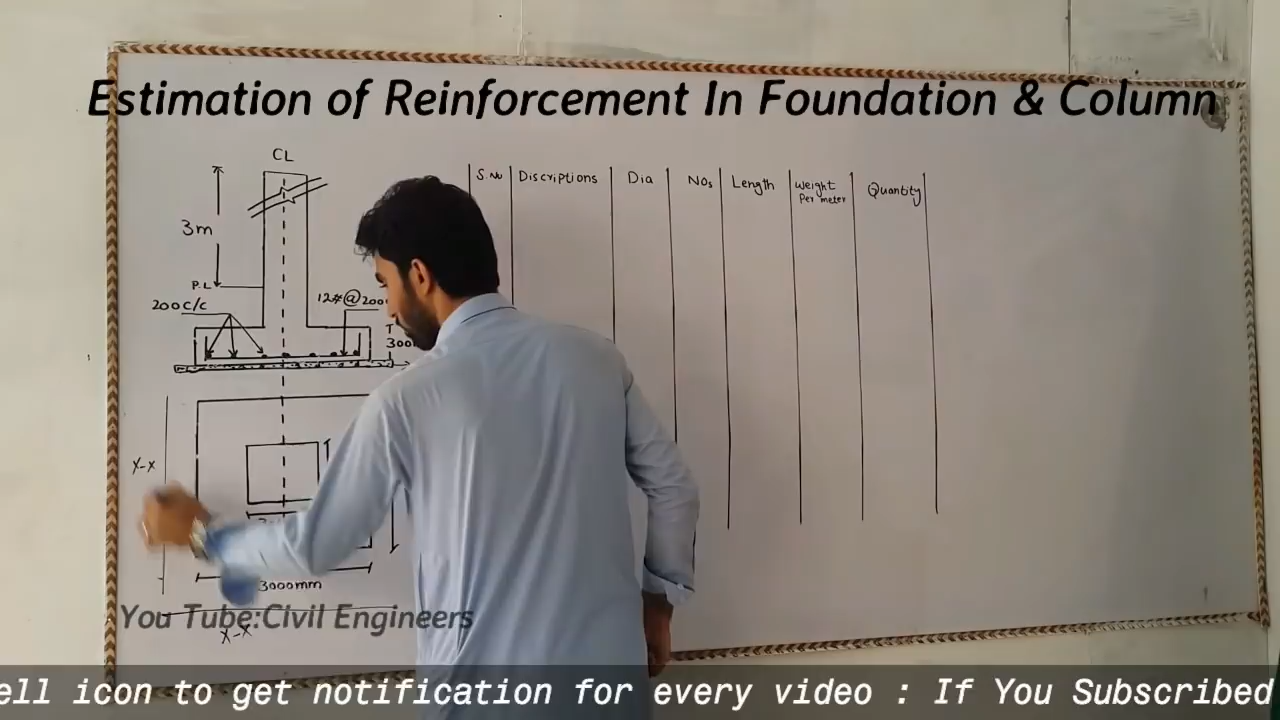 Estimation of Reinforcement In Foundation & Column
CL
3m
P.L
200c/c
12#@200
300
X-X
3000mm
X-X
S.No Discriptions Dia NOs Length Weight Per meter Quantity
You Tube:Civil Engineers
ell icon to get notification for every video : If You Subscribed